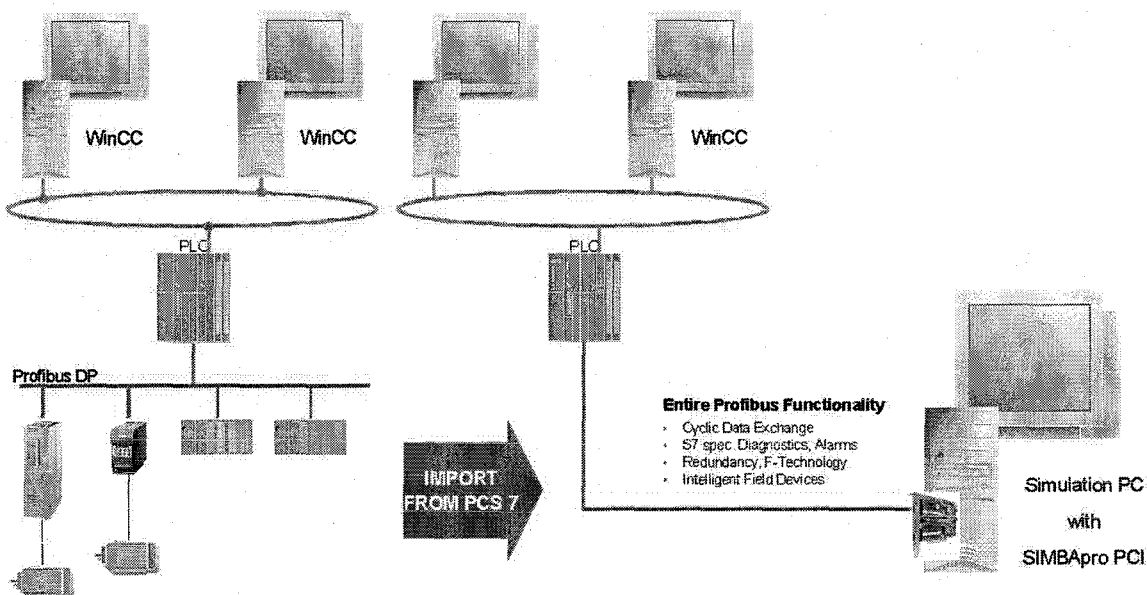 WinCC
WinCC
WinCC
PLC
PLC
Profibus DP
Entire Profibus Functionality
• Cyclic Data Exchange
• S7 spec. Diagnostics, Alarms
• Redundancy, F-Technology
• Intelligent Field Devices
IMPORT
FROM PCS 7
Simulation PC
with
SIMBApro PCI